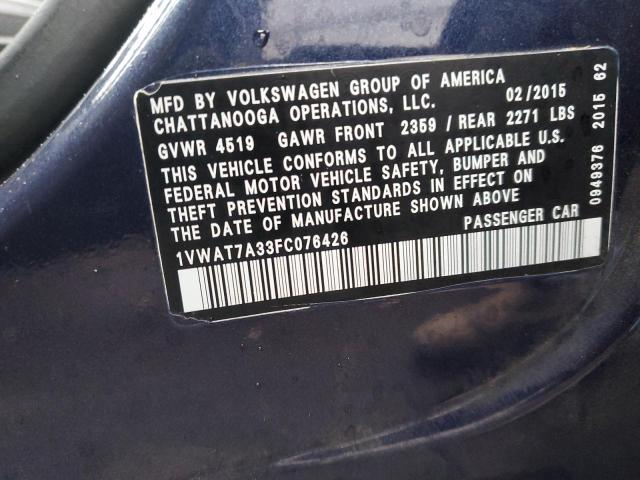 MFD BY VOLKSWAGEN GROUP OF AMERICA
CHATTANOOGA OPERATIONS, LLC. 02/2015
GVWR 4519 GAWR FRONT 2359 / REAR 2271 LBS
THIS VEHICLE CONFORMS TO ALL APPLICABLE U.S.
FEDERAL MOTOR VEHICLE SAFETY, BUMPER AND
THEFT PREVENTION STANDARDS IN EFFECT ON
THE DATE OF MANUFACTURE SHOWN ABOVE
1VWAT7A33FC076426 PASSENGER CAR
0949376 2015 62